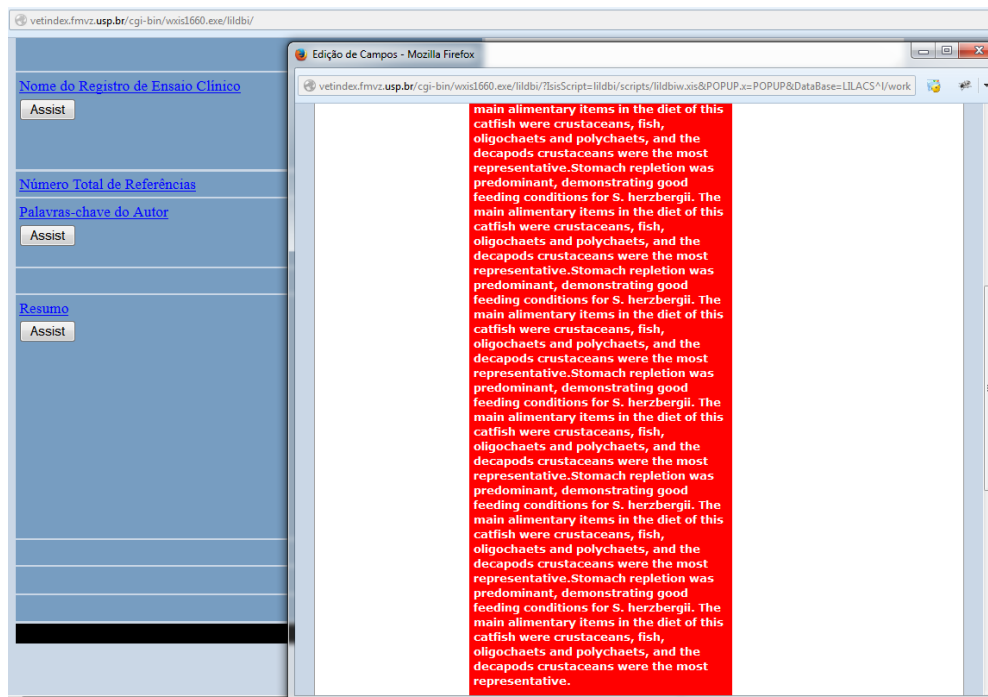 vetindex.fmvz.usp.br/cgi-bin/wxis1660.exe/lildbi/
Nome do Registro de Ensaio Clínico
Assist
Número Total de Referências
Palavras-chave do Autor
Assist
Resumo
Assist
Edição de Campos - Mozilla Firefox
vetindex.fmvz.usp.br/cgi-bin/wxis1660.exe/lildbi/?IsisScript=lildbi/scripts/lildbiw.xis&POPUP.x=POPUP&DataBase=LILACS^l/work
main alimentary items in the diet of this
catfish were crustaceans, fish,
oligochaets and polychaets, and the
decapods crustaceans were the most
representative.Stomach repletion was
predominant, demonstrating good
feeding conditions for S. herzbergii. The
main alimentary items in the diet of this
catfish were crustaceans, fish,
oligochaets and polychaets, and the
decapods crustaceans were the most
representative.Stomach repletion was
predominant, demonstrating good
feeding conditions for S. herzbergii. The
main alimentary items in the diet of this
catfish were crustaceans, fish,
oligochaets and polychaets, and the
decapods crustaceans were the most
representative.Stomach repletion was
predominant, demonstrating good
feeding conditions for S. herzbergii. The
main alimentary items in the diet of this
catfish were crustaceans, fish,
oligochaets and polychaets, and the
decapods crustaceans were the most
representative.Stomach repletion was
predominant, demonstrating good
feeding conditions for S. herzbergii. The
main alimentary items in the diet of this
catfish were crustaceans, fish,
oligochaets and polychaets, and the
decapods crustaceans were the most
representative.Stomach repletion was
predominant, demonstrating good
feeding conditions for S. herzbergii. The
main alimentary items in the diet of this
catfish were crustaceans, fish,
oligochaets and polychaets, and the
decapods crustaceans were the most
representative.